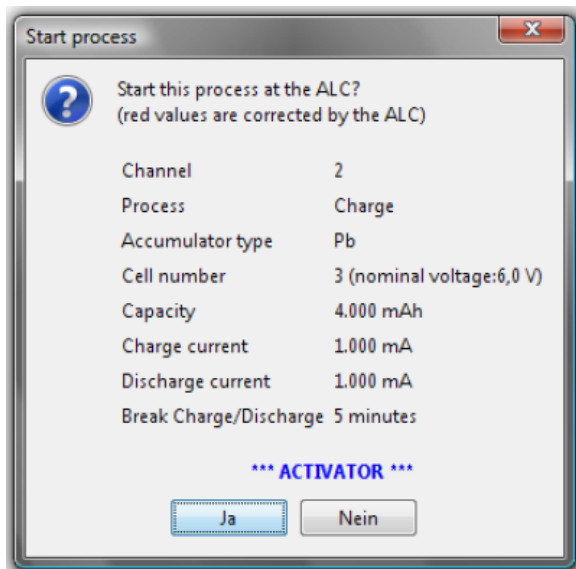 Start process
Start this process at the ALC?
(red values are corrected by the ALC)
Channel 2
Process Charge
Accumulator type Pb
Cell number 3 (nominal voltage:6,0 V)
Capacity 4.000 mAh
Charge current 1.000 mA
Discharge current 1.000 mA
Break Charge/Discharge 5 minutes
*** ACTIVATOR ***
Ja Nein